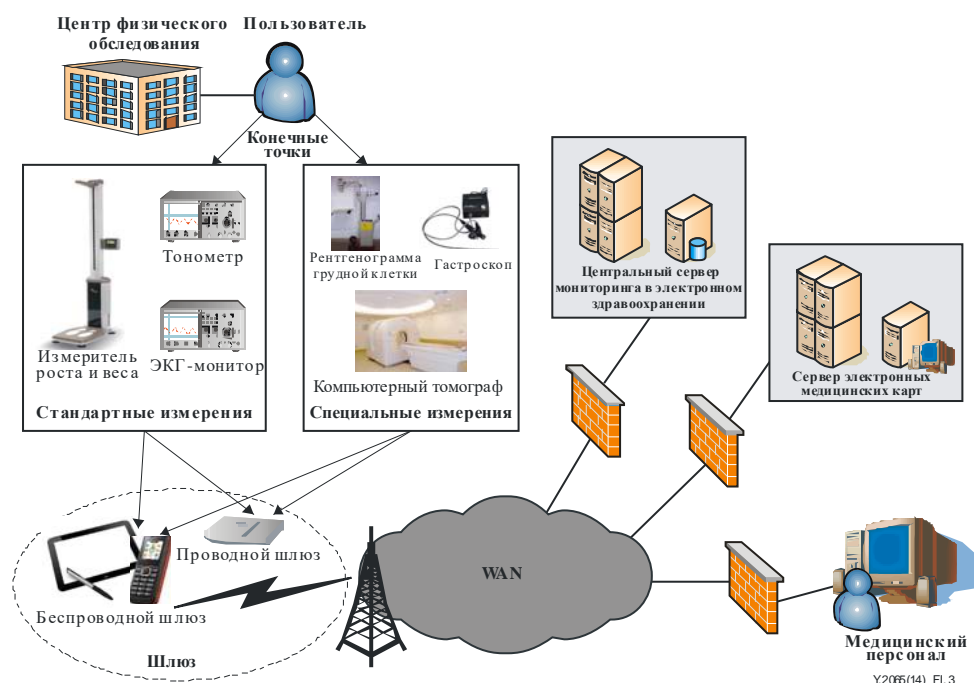 Центр физического
обследования
Пользователь
Конечные
точки
Тонометр
Измеритель
роста и веса
ЭКГ-монитор
Стандартные измерения
Рентгенограмма
грудной клетки
Гастроскоп
Компьютерный томограф
Специальные измерения
Центральный сервер
мониторинга в электронном
здравоохранении
Сервер электронных
медицинских карт
Проводной шлюз
Беспроводной шлюз
Шлюз
WAN
Медицинский
персонал
Y.2065(14)_FI.3